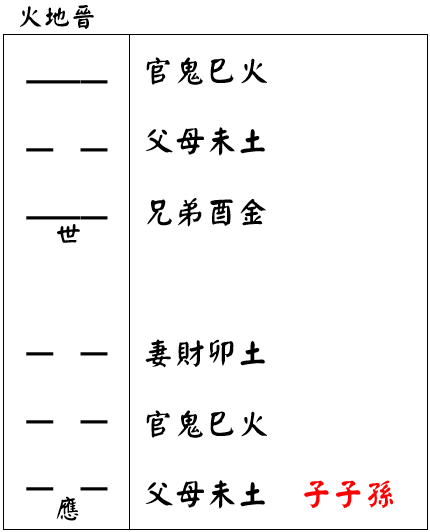 火地晉
官鬼巳火
父母未土
兄弟酉金
世
妻財卯土
官鬼巳火
父母未土 子子孫
應